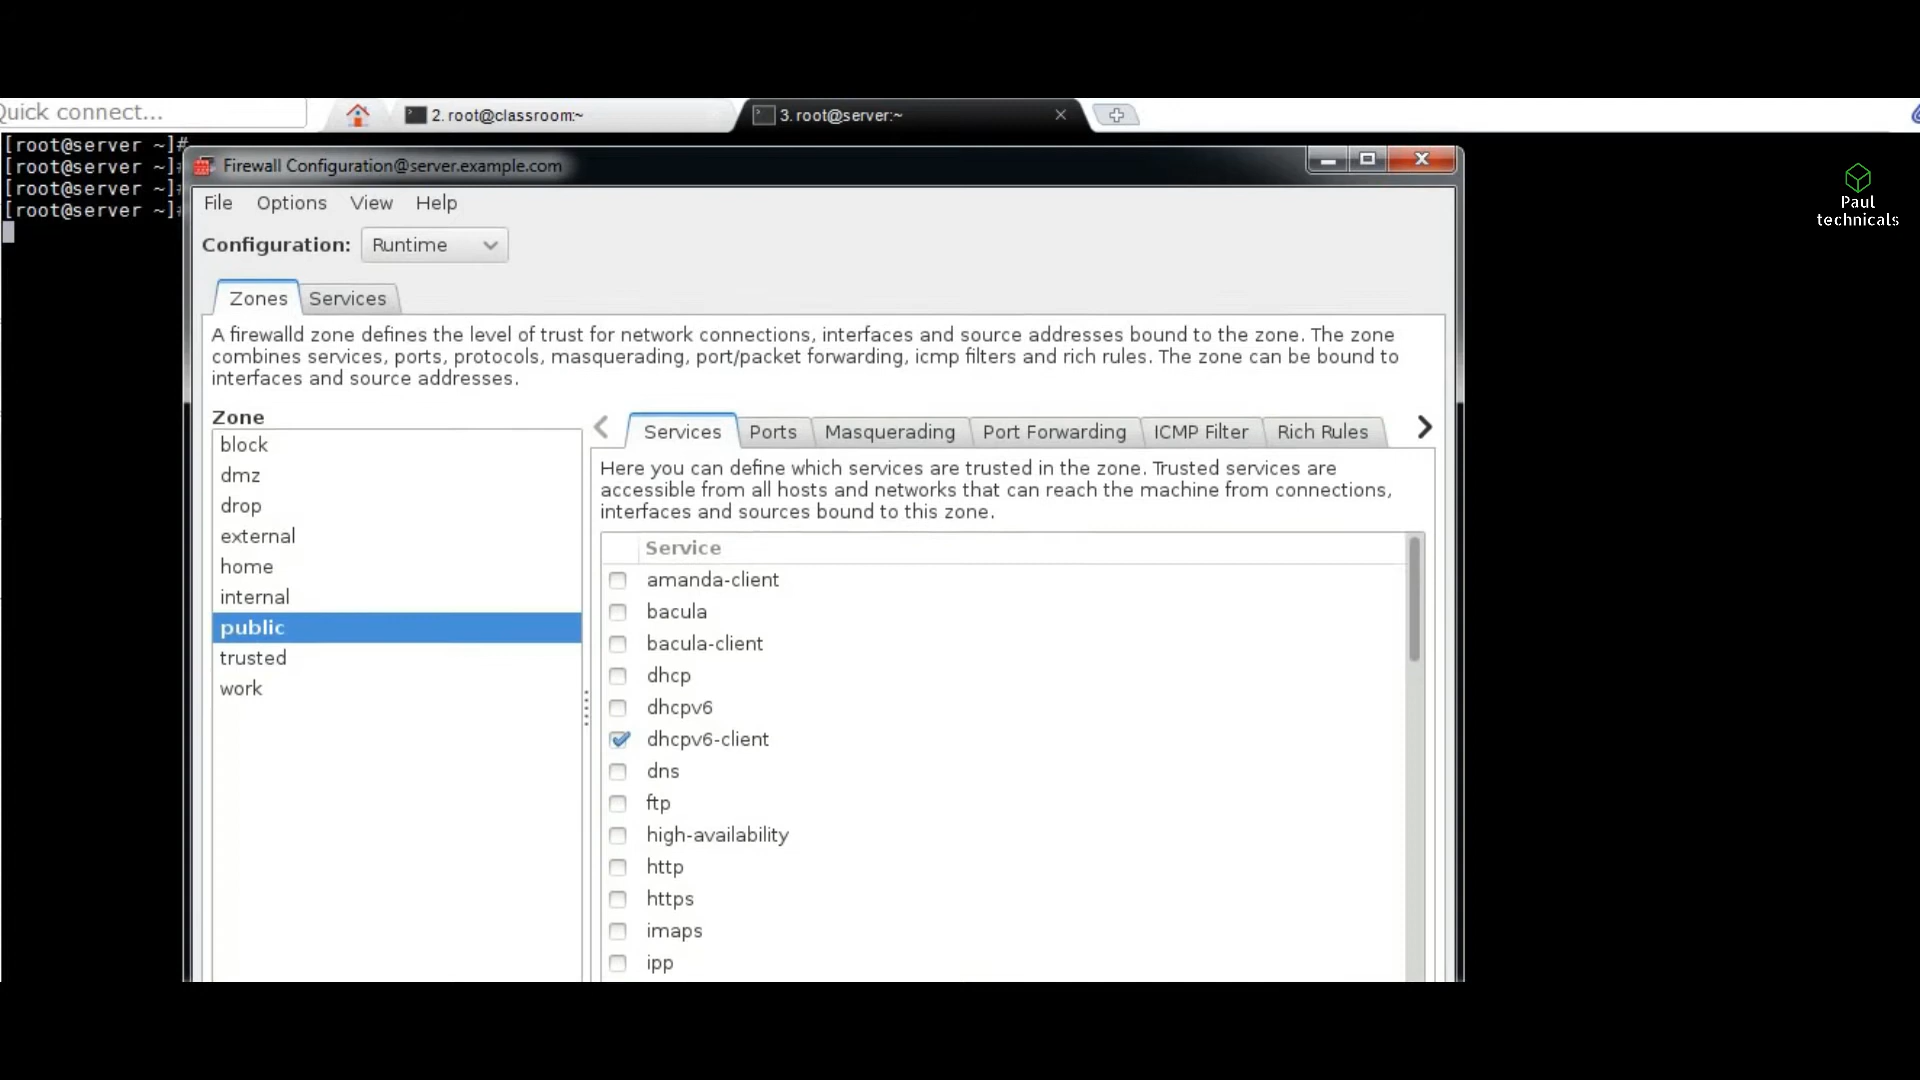 Quick connect...
2. root@classroom:~
3. root@server:~
[root@server ~]#
[root@server ~]
[root@server ~]
[root@server ~]
Firewall Configuration@server.example.com
File Options View Help
Configuration: Runtime
Zones Services
A firewalld zone defines the level of trust for network connections, interfaces and source addresses bound to the zone. The zone
combines services, ports, protocols, masquerading, port/packet forwarding, icmp filters and rich rules. The zone can be bound to
interfaces and source addresses.
Zone
block
dmz
drop
external
home
internal
public
trusted
work
Services Ports Masquerading Port Forwarding ICMP Filter Rich Rules
Here you can define which services are trusted in the zone. Trusted services are
accessible from all hosts and networks that can reach the machine from connections,
interfaces and sources bound to this zone.
Service
amanda-client
bacula
bacula-client
dhcp
dhcpv6
dhcpv6-client
dns
ftp
high-availability
http
https
imaps
ipp
Paul
technicals